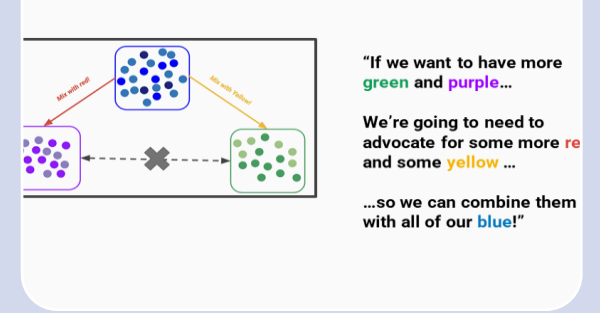 Mix with red!
Mix with Yellow!
“If we want to have more
green and purple...
We’re going to need to
advocate for some more re
and some yellow ...
...so we can combine them
with all of our blue!”